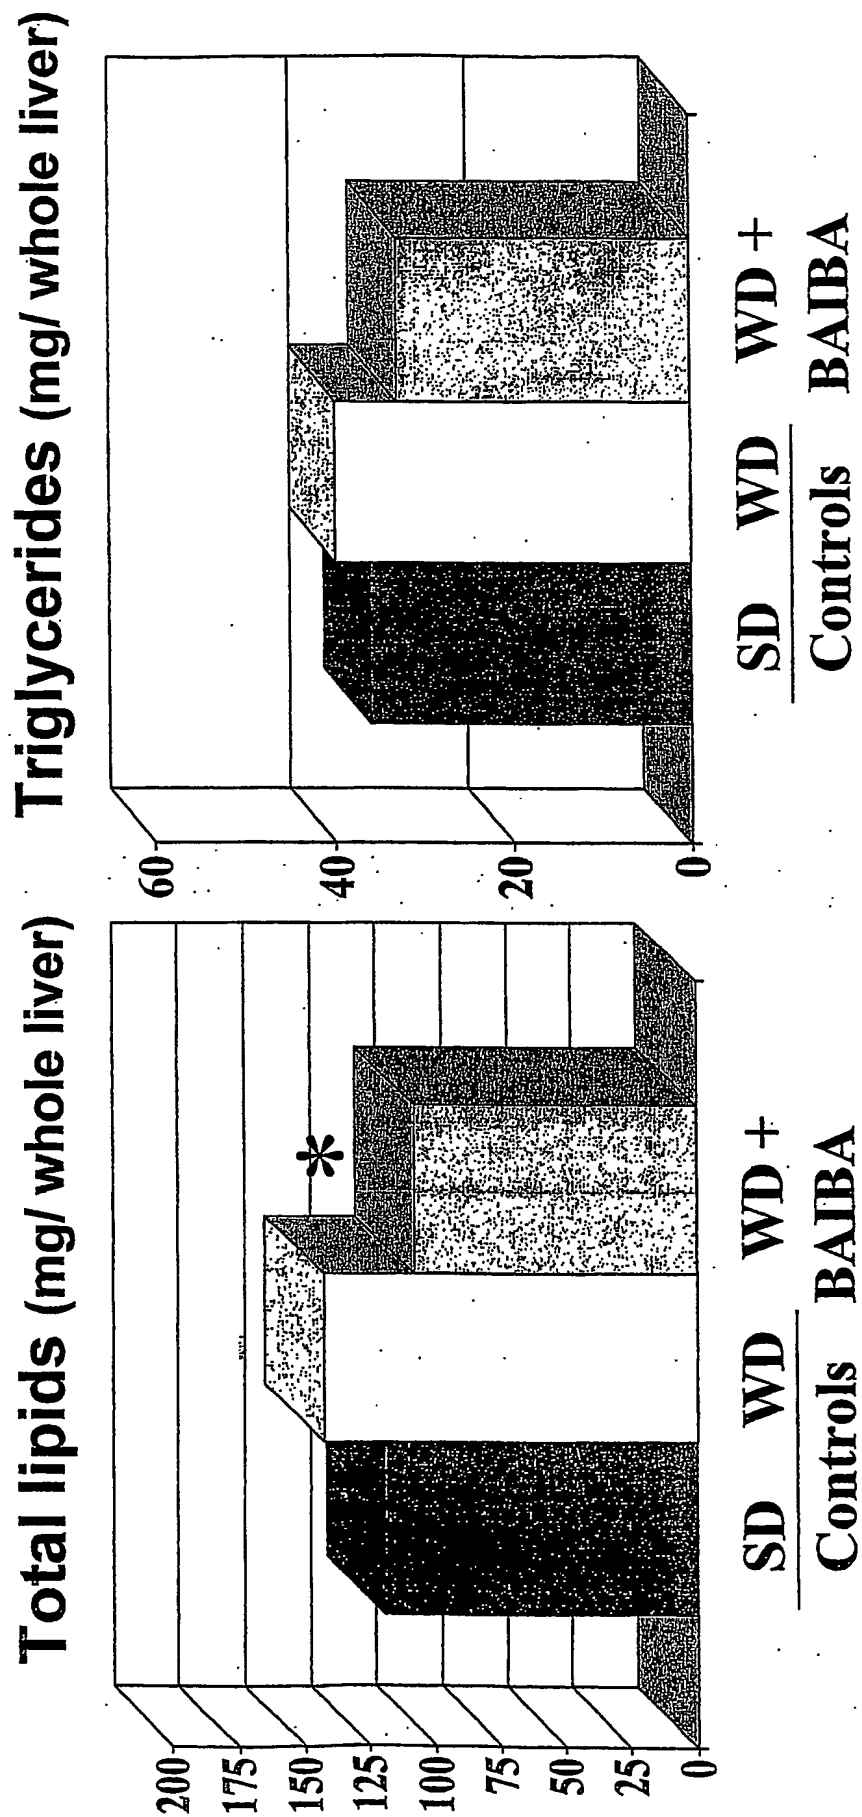 Total lipids (mg/ whole liver)
200
175
150
125
100
75
50
25
0
*
SD WD WD +
Controls BAIBA
Triglycerides (mg/ whole liver)
60
40
20
0
SD WD WD +
Controls BAIBA